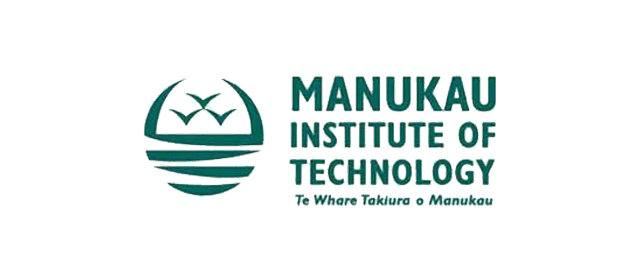 MANUKAU
INSTITUTE OF
TECHNOLOGY
Te Whare Takiura o Manukau